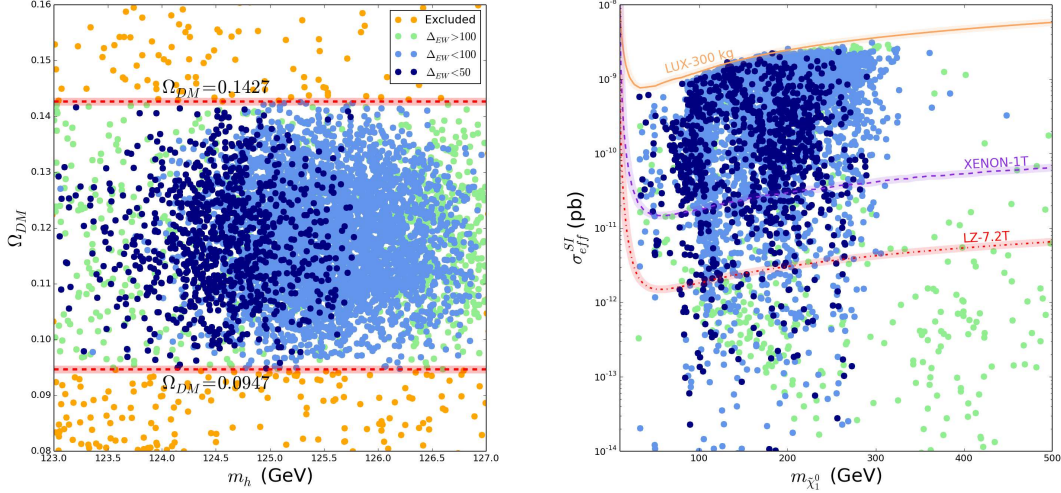 0.16
0.15
0.14
0.13
0.12
0.11
0.10
0.09
0.08
Ω_DM
Excluded
Δ_EW>100
Δ_EW<100
Δ_EW<50
Ω_DM=0.1427
Ω_DM=0.0947
123.0 123.5 124.0 124.5 125.0 125.5 126.0 126.5 127.0
m_h (GeV)
10⁻⁸
10⁻⁹
10⁻¹⁰
10⁻¹¹
10⁻¹²
10⁻¹³
10⁻¹⁴
σ^SI_eff (pb)
LUX-300 kg
XENON-1T
LZ-7.2T
100 200 300 400 500
m_χ̃⁰₁ (GeV)